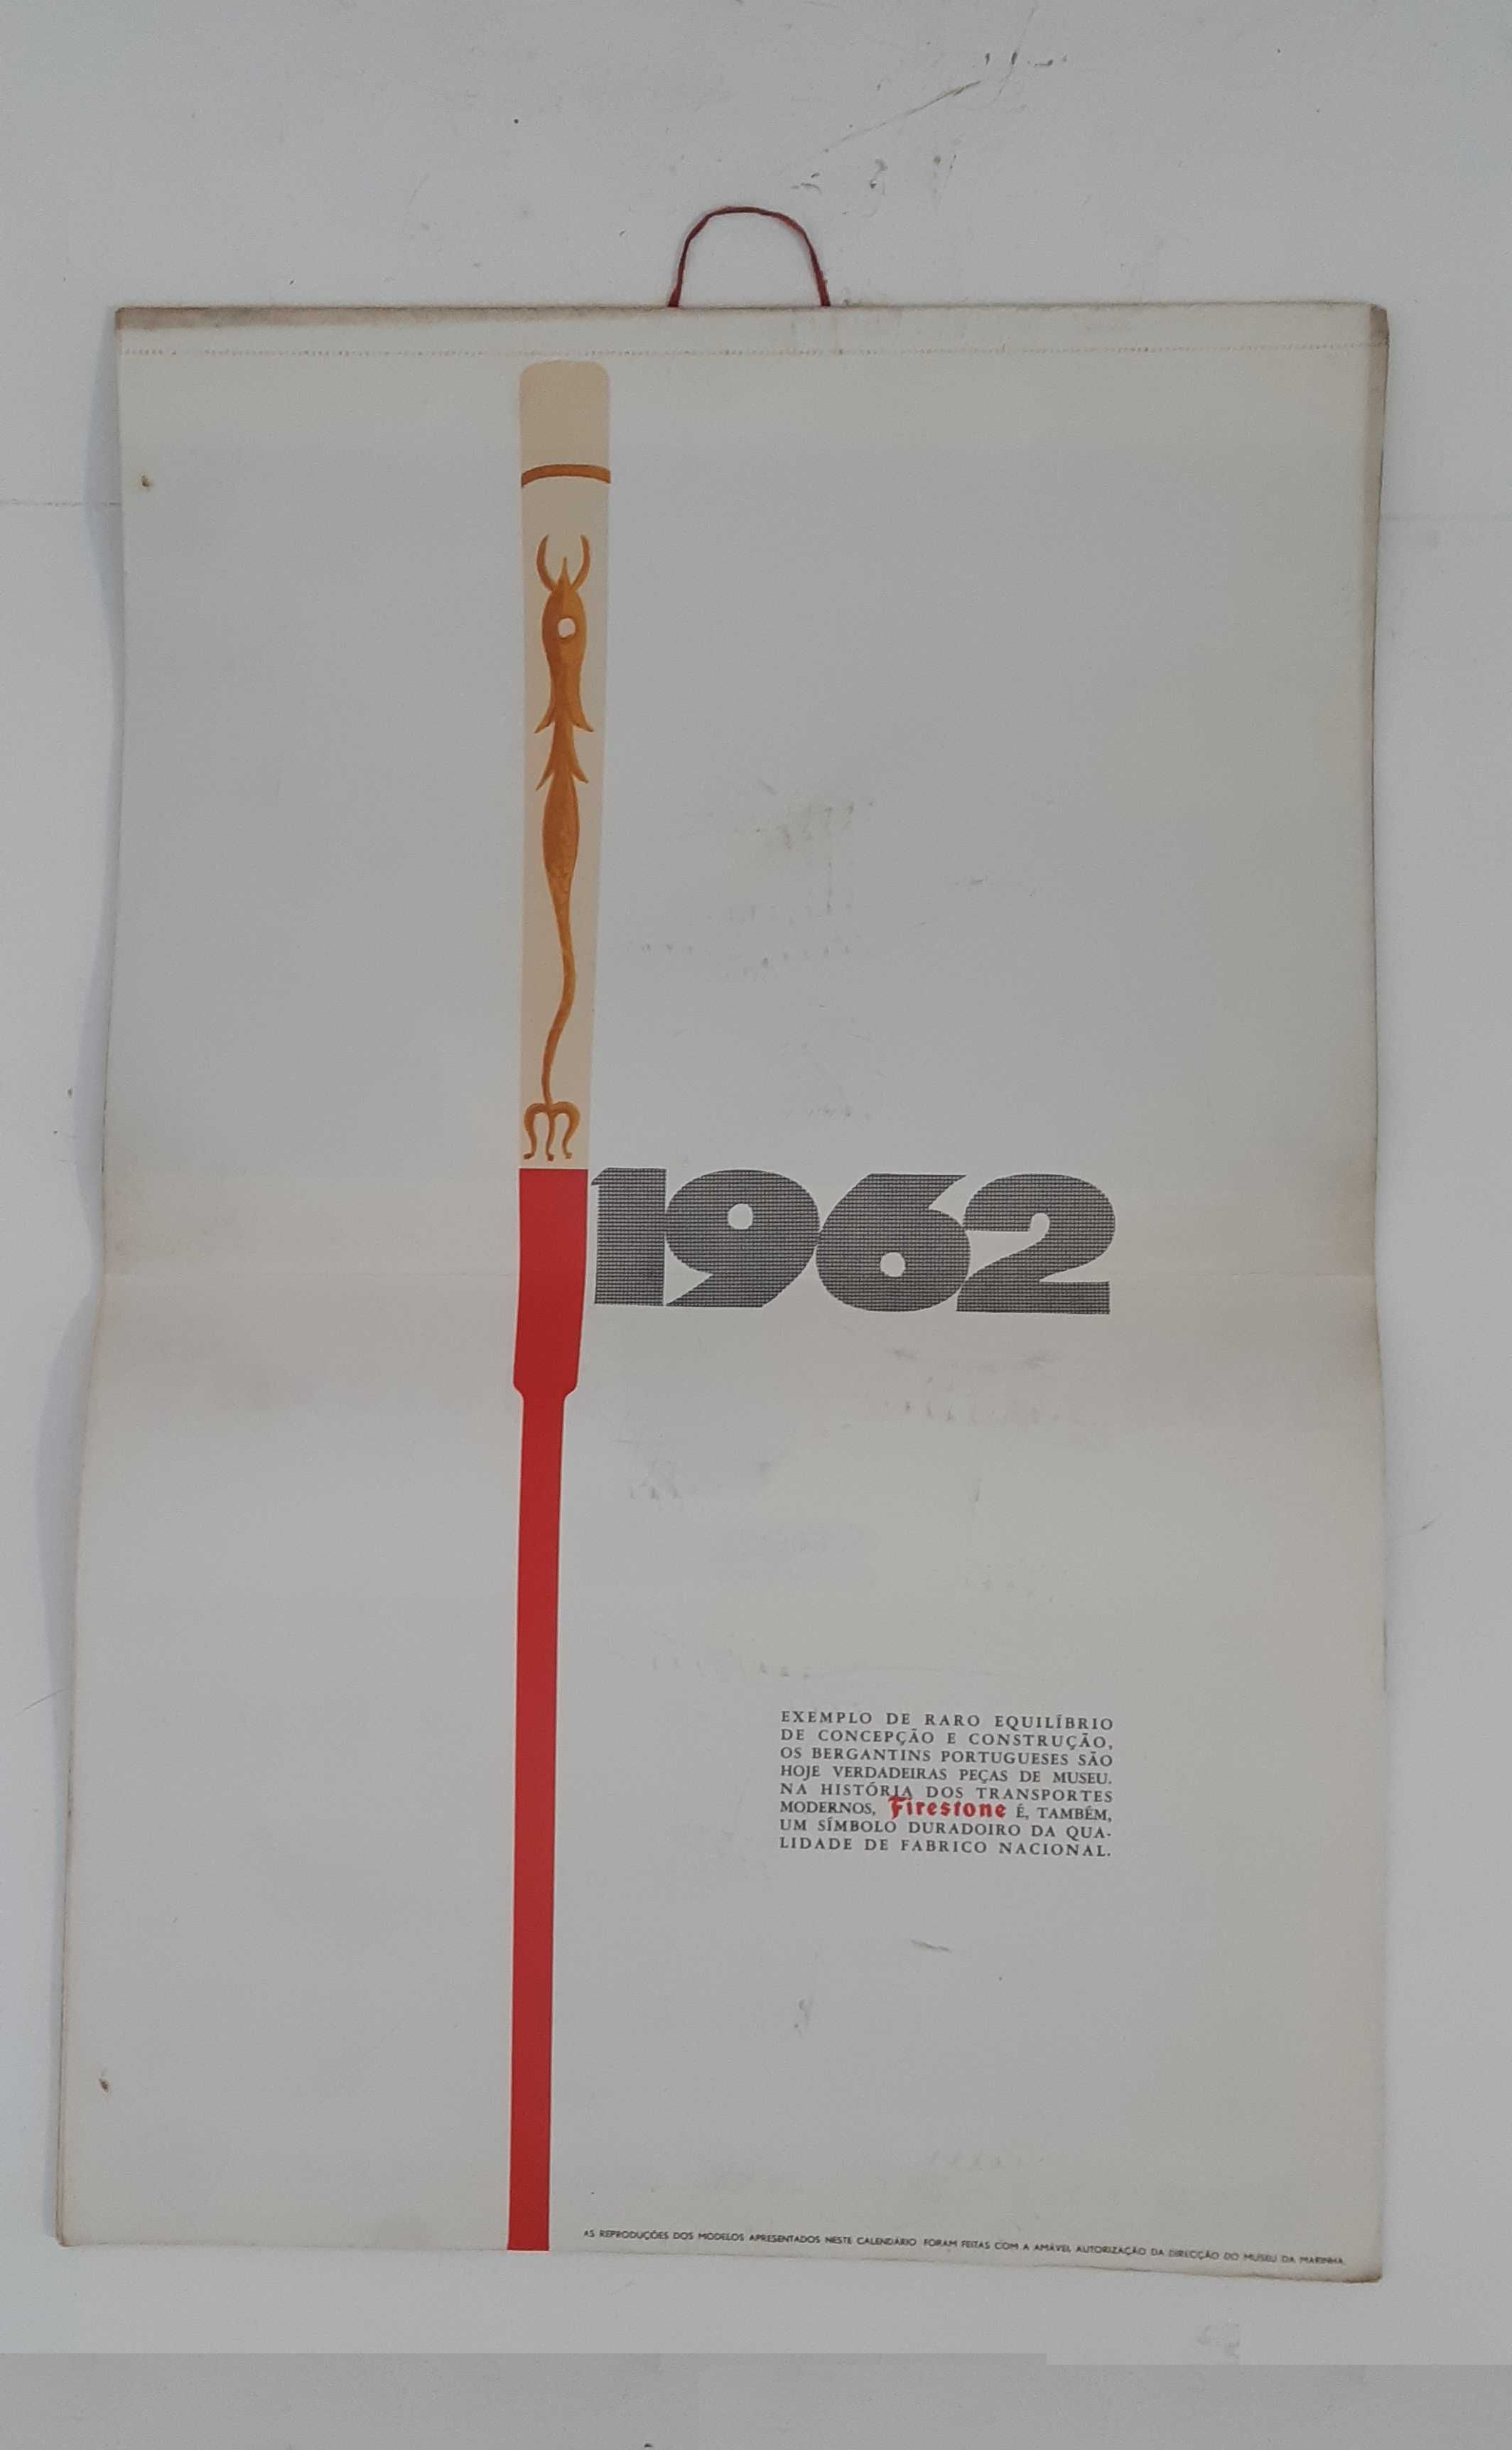 1962
EXEMPLO DE RARO EQUILÍBRIO
DE CONCEPÇÃO E CONSTRUÇÃO,
OS BERGANTINS PORTUGUESES SÃO
HOJE VERDADEIRAS PEÇAS DE MUSEU.
NA HISTÓRIA DOS TRANSPORTES
MODERNOS, Firestone É, TAMBÉM,
UM SÍMBOLO DURADOIRO DA QUA-
LIDADE DE FABRICO NACIONAL.
AS REPRODUÇÕES DOS MODELOS APRESENTADOS NESTE CALENDÁRIO FORAM FEITAS COM A AMÁVEL AUTORIZAÇÃO DA DIRECÇÃO DO MUSEU DA MARINHA.